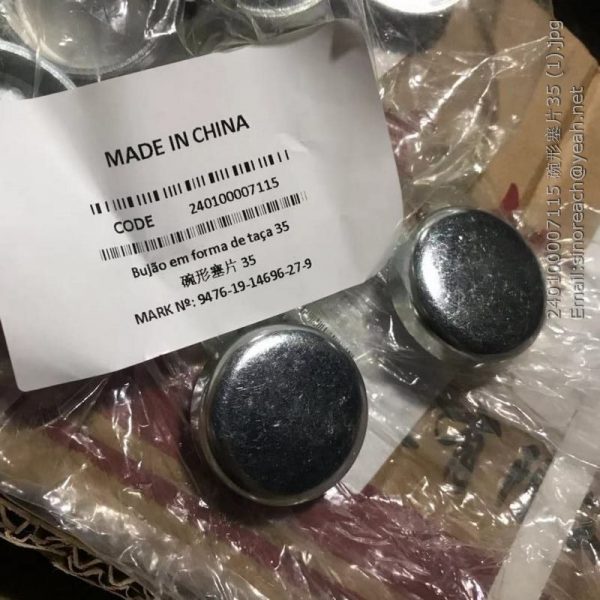 MADE IN CHINA
CODE 240100007115
Bujão em forma de taça 35
碗形塞片 35
MARK Nº: 9476-19-14696-27-9
240100007115 碗形塞片35 (1).jpg
Email:sinoreach@yeah.net